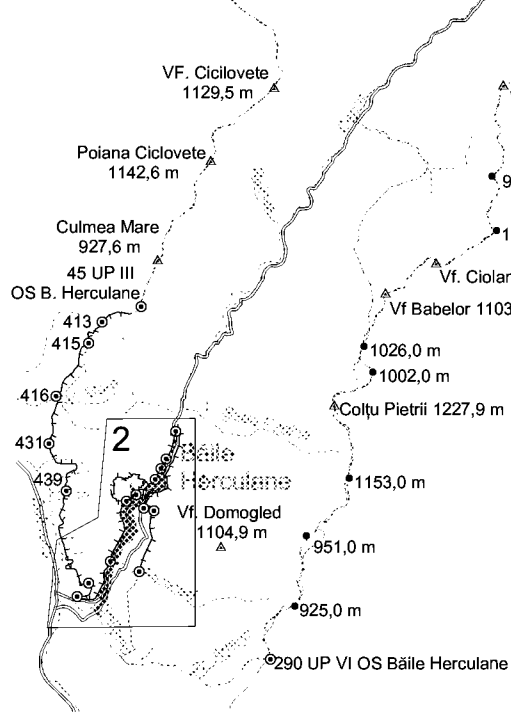 VF. Cicilovete
1129,5 m
Poiana Ciclovete
1142,6 m
Culmea Mare
927,6 m
45 UP III
OS B. Herculane
413
415
416
431
439
2
9
1
Vf. Ciolan
Vf Babelor 1103
1026,0 m
1002,0 m
Colțu Pietrii 1227,9 m
Băile
Herculane
1153,0 m
Vf. Domogled
1104,9 m
951,0 m
925,0 m
290 UP VI OS Băile Herculane